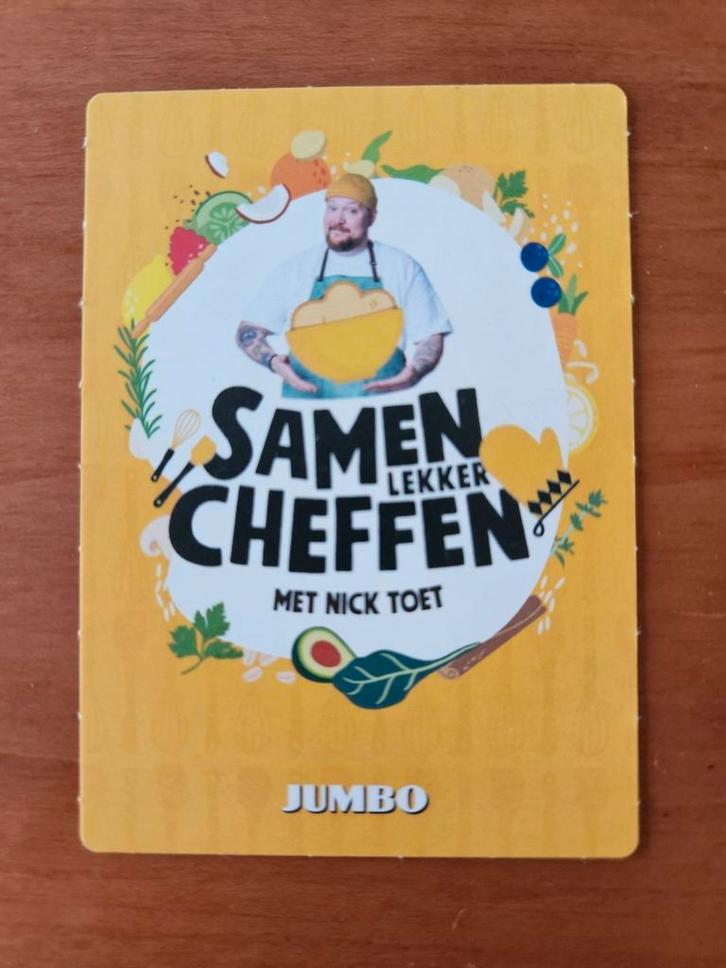 SAMEN
LEKKER
CHEFFEN
MET NICK TOET
JUMBO